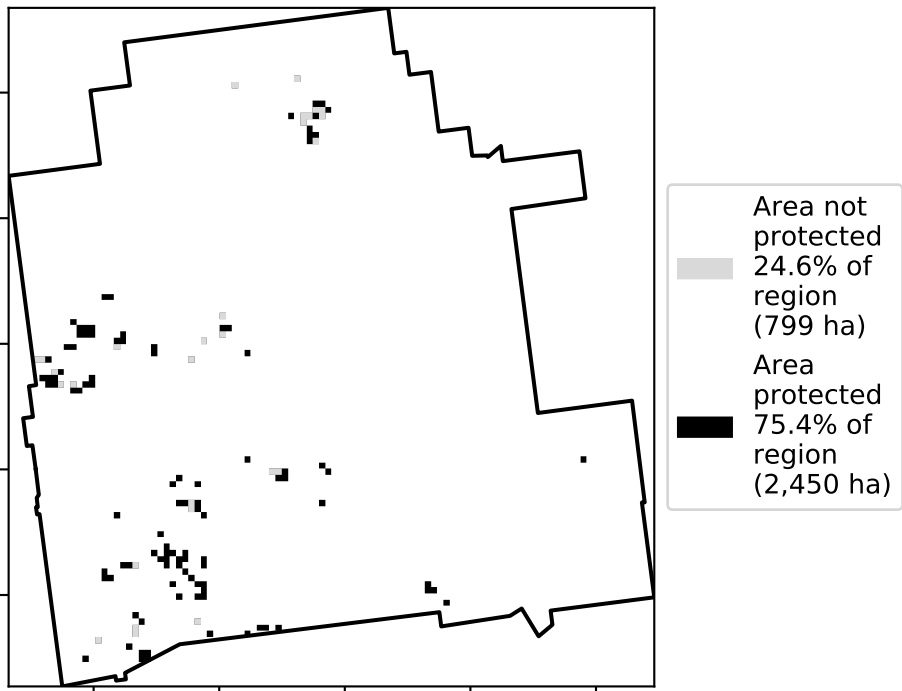 Area not
protected
24.6% of
region
(799 ha)
Area
protected
75.4% of
region
(2,450 ha)